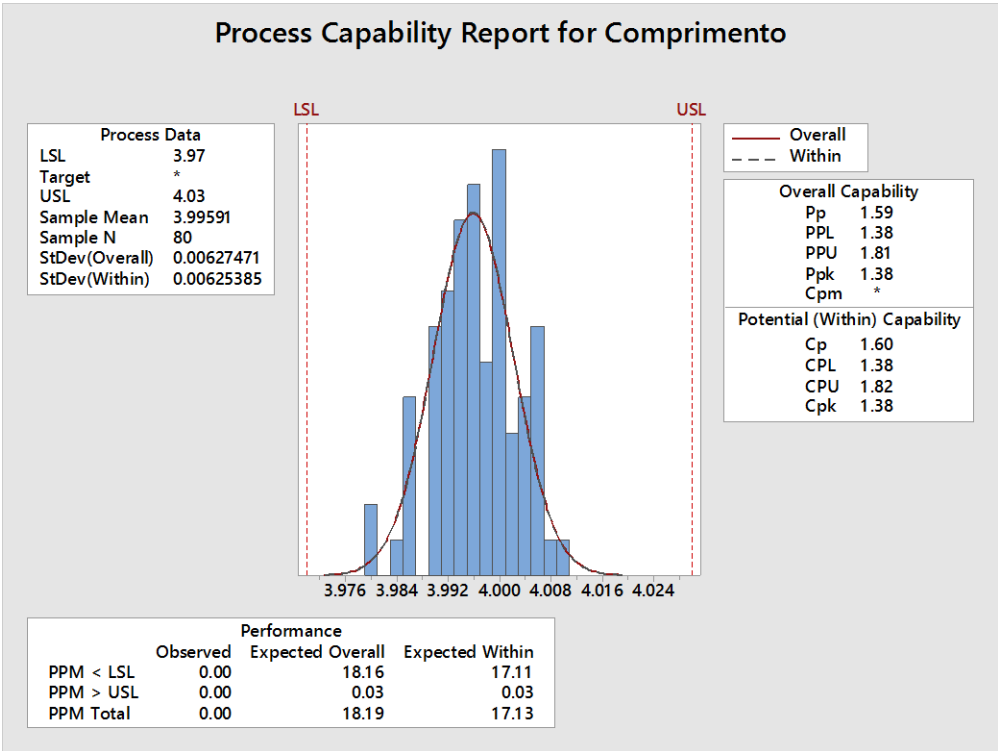 Process Capability Report for Comprimento
LSL USL
Process Data
LSL 3.97
Target *
USL 4.03
Sample Mean 3.99591
Sample N 80
StDev(Overall) 0.00627471
StDev(Within) 0.00625385
Overall
Within
Overall Capability
Pp 1.59
PPL 1.38
PPU 1.81
Ppk 1.38
Cpm *
Potential (Within) Capability
Cp 1.60
CPL 1.38
CPU 1.82
Cpk 1.38
3.976 3.984 3.992 4.000 4.008 4.016 4.024
Performance
Observed Expected Overall Expected Within
PPM < LSL 0.00 18.16 17.11
PPM > USL 0.00 0.03 0.03
PPM Total 0.00 18.19 17.13